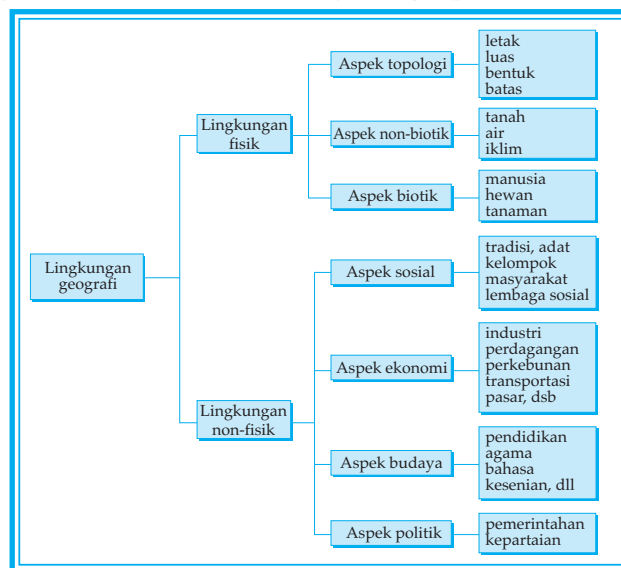 Lingkungan
geografi
Lingkungan
fisik
Aspek topologi
letak
luas
bentuk
batas
Aspek non-biotik
tanah
air
iklim
Aspek biotik
manusia
hewan
tanaman
Lingkungan
non-fisik
Aspek sosial
tradisi, adat
kelompok
masyarakat
lembaga sosial
Aspek ekonomi
industri
perdagangan
perkebunan
transportasi
pasar, dsb
Aspek budaya
pendidikan
agama
bahasa
kesenian, dll
Aspek politik
pemerintahan
kepartaian